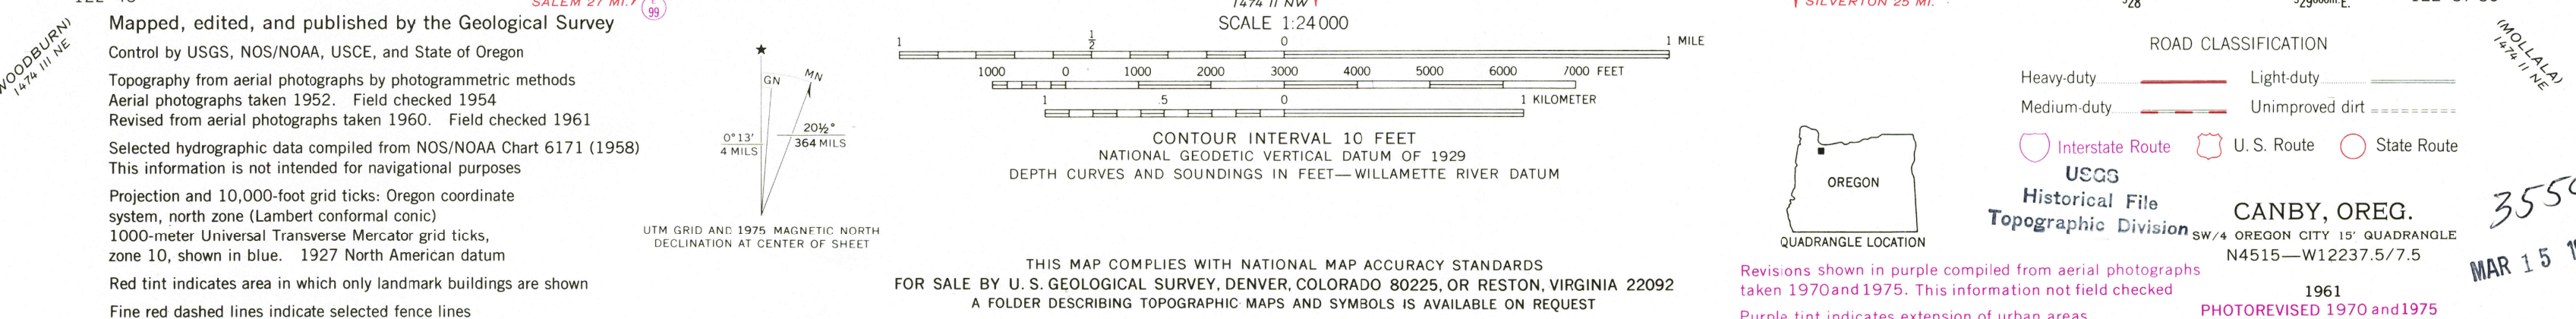 SALEM 27 MI.
99
(WOODBURN)
1474 III NE
Mapped, edited, and published by the Geological Survey
Control by USGS, NOS/NOAA, USCE, and State of Oregon
Topography from aerial photographs by photogrammetric methods
Aerial photographs taken 1952. Field checked 1954
Revised from aerial photographs taken 1960. Field checked 1961
Selected hydrographic data compiled from NOS/NOAA Chart 6171 (1958)
This information is not intended for navigational purposes
Projection and 10,000-foot grid ticks: Oregon coordinate
system, north zone (Lambert conformal conic)
1000-meter Universal Transverse Mercator grid ticks,
zone 10, shown in blue. 1927 North American datum
Red tint indicates area in which only landmark buildings are shown
Fine red dashed lines indicate selected fence lines
★
GN
MN
0°13'
4 MILS
20½°
364 MILS
UTM GRID AND 1975 MAGNETIC NORTH
DECLINATION AT CENTER OF SHEET
1474 II NW
SCALE 1:24 000
1 ½ 0 1 MILE
1000 0 1000 2000 3000 4000 5000 6000 7000 FEET
1 .5 0 1 KILOMETER
CONTOUR INTERVAL 10 FEET
NATIONAL GEODETIC VERTICAL DATUM OF 1929
DEPTH CURVES AND SOUNDINGS IN FEET—WILLAMETTE RIVER DATUM
THIS MAP COMPLIES WITH NATIONAL MAP ACCURACY STANDARDS
FOR SALE BY U. S. GEOLOGICAL SURVEY, DENVER, COLORADO 80225, OR RESTON, VIRGINIA 22092
A FOLDER DESCRIBING TOPOGRAPHIC MAPS AND SYMBOLS IS AVAILABLE ON REQUEST
SILVERTON 25 MI.
OREGON
QUADRANGLE LOCATION
Revisions shown in purple compiled from aerial photographs
taken 1970 and 1975. This information not field checked
Purple tint indicates extension of urban areas
ROAD CLASSIFICATION
Heavy-duty Light-duty
Medium-duty Unimproved dirt
Interstate Route U. S. Route State Route
USGS
Historical File
Topographic Division
CANBY, OREG.
SW/4 OREGON CITY 15' QUADRANGLE
N4515—W12237.5/7.5
1961
PHOTOREVISED 1970 and 1975
(MOLLALA)
1474 II NE
MAR 15